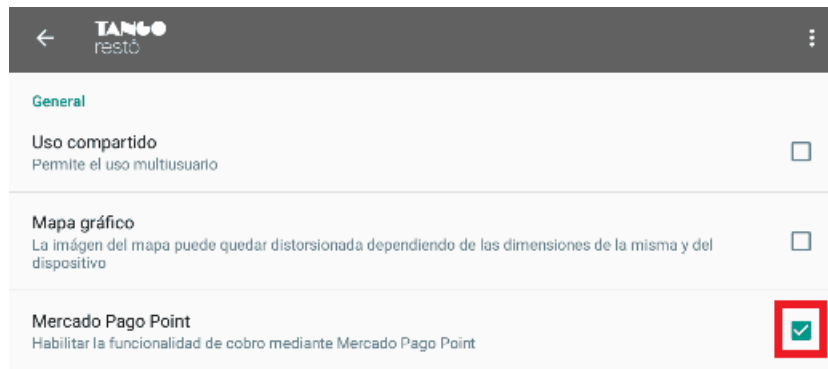 TANGO
restó
General
Uso compartido
Permite el uso multiusuario
Mapa gráfico
La imágen del mapa puede quedar distorsionada dependiendo de las dimensiones de la misma y del
dispositivo
Mercado Pago Point
Habilitar la funcionalidad de cobro mediante Mercado Pago Point